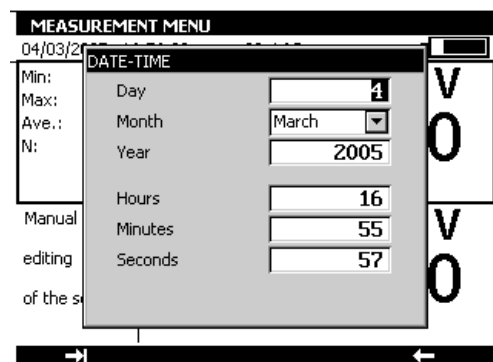 MEASUREMENT MENU
04/03/2
DATE-TIME
Min:
Max:
Ave.:
N:
V
0
Day 4
Month March
Year 2005
Hours 16
Minutes 55
Seconds 57
Manual
editing
of the s
V
0